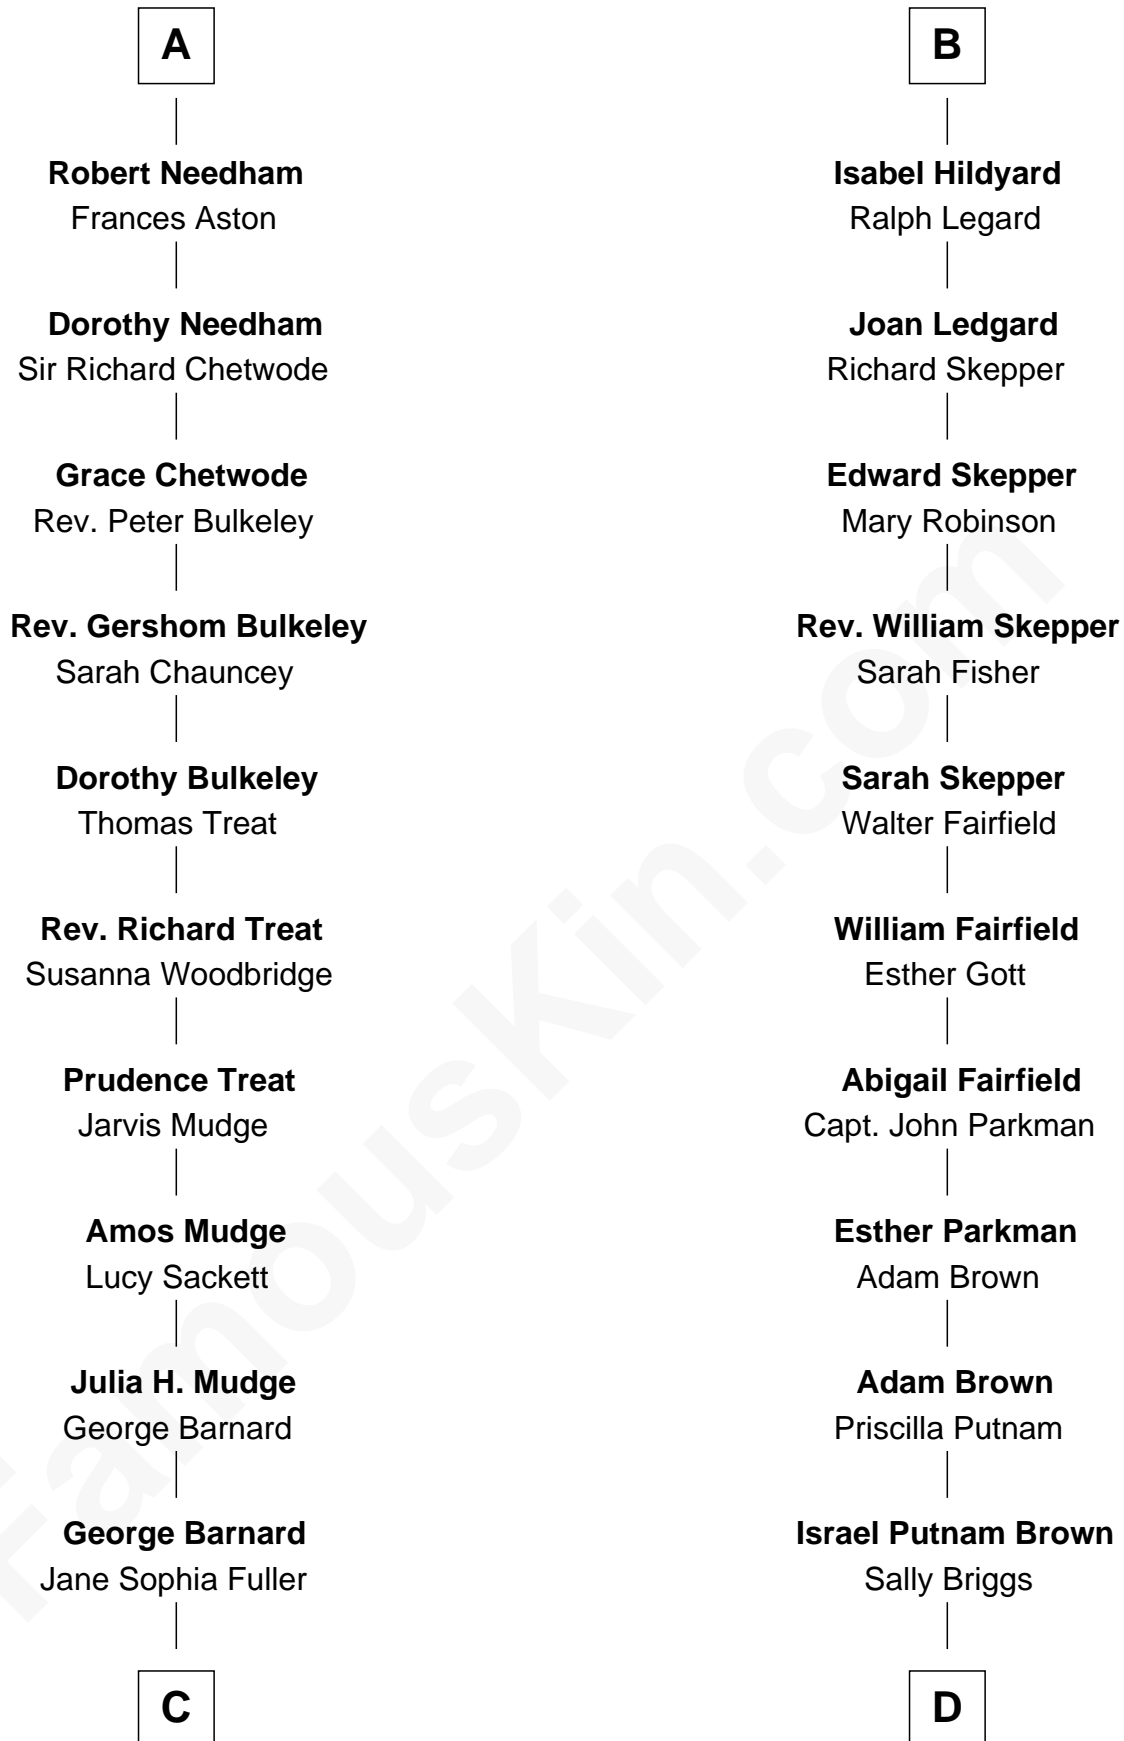 A
Robert Needham
Frances Aston
Dorothy Needham
Sir Richard Chetwode
Grace Chetwode
Rev. Peter Bulkeley
Rev. Gershom Bulkeley
Sarah Chauncey
Dorothy Bulkeley
Thomas Treat
Rev. Richard Treat
Susanna Woodbridge
Prudence Treat
Jarvis Mudge
Amos Mudge
Lucy Sackett
Julia H. Mudge
George Barnard
George Barnard
Jane Sophia Fuller
C
B
Isabel Hildyard
Ralph Legard
Joan Ledgard
Richard Skepper
Edward Skepper
Mary Robinson
Rev. William Skepper
Sarah Fisher
Sarah Skepper
Walter Fairfield
William Fairfield
Esther Gott
Abigail Fairfield
Capt. John Parkman
Esther Parkman
Adam Brown
Adam Brown
Priscilla Putnam
Israel Putnam Brown
Sally Briggs
D
FamousKin.com